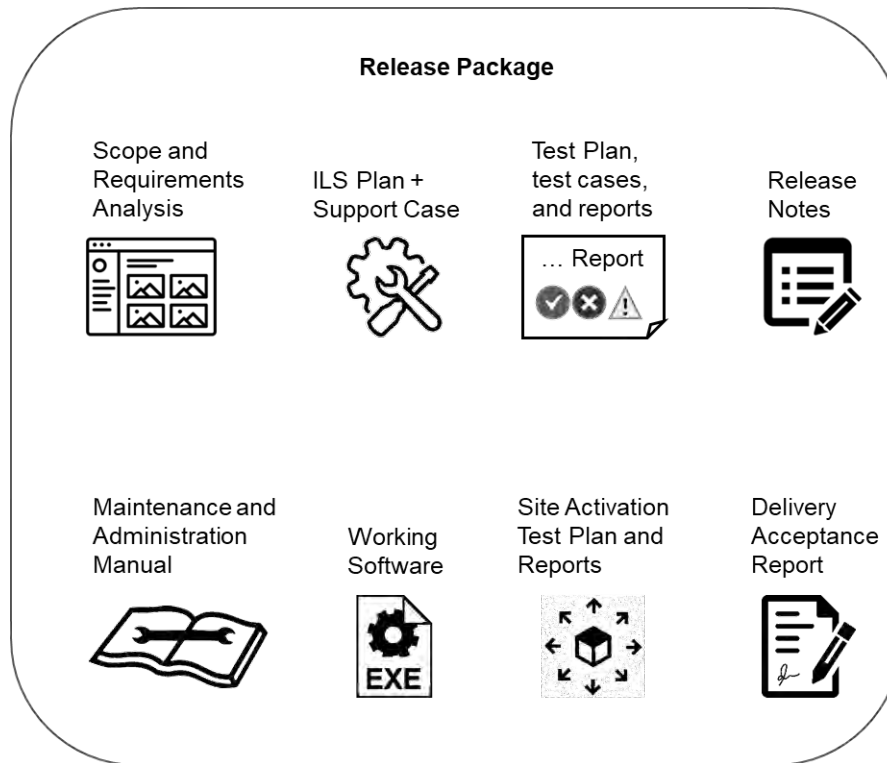 Release Package
Scope and
Requirements
Analysis
ILS Plan +
Support Case
Test Plan,
test cases,
and reports
... Report
Release
Notes
Maintenance and
Administration
Manual
Working
Software
EXE
Site Activation
Test Plan and
Reports
Delivery
Acceptance
Report